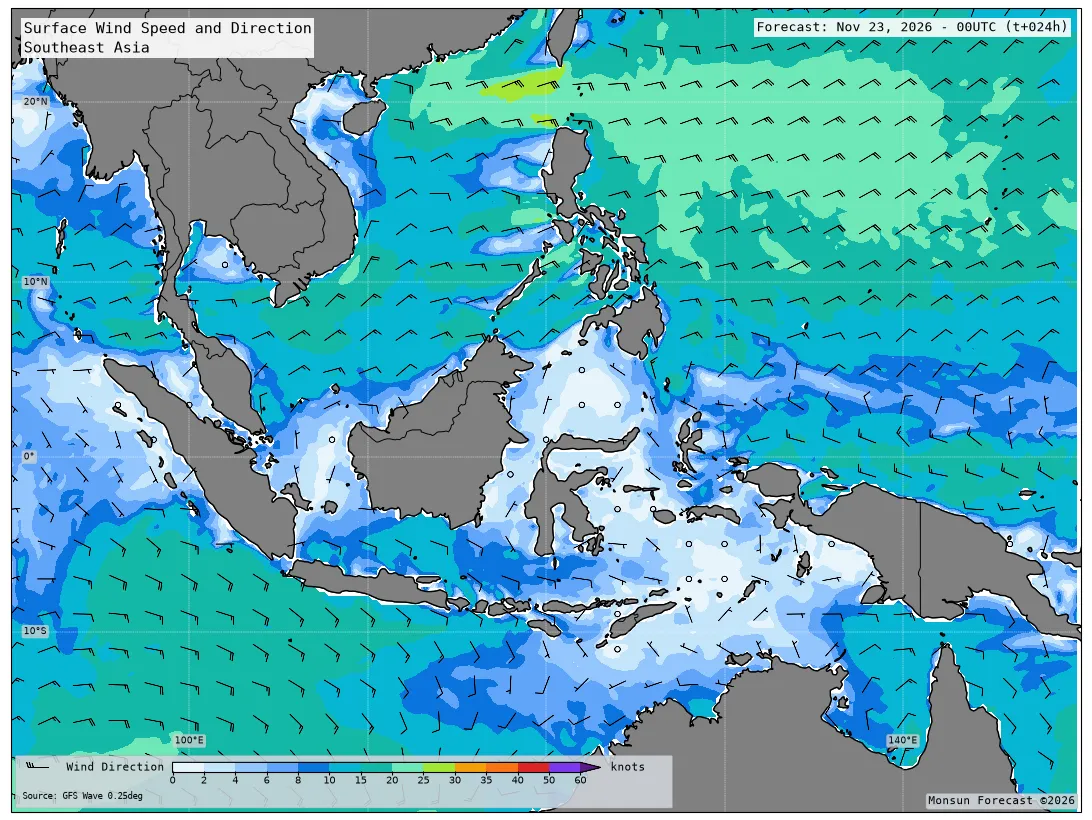 Surface Wind Speed and Direction
Southeast Asia
Forecast: Nov 23, 2026 - 00UTC (t+024h)
20°N
10°N
0°
10°S
100°E
140°E
Wind Direction
knots
0 2 4 6 8 10 15 20 25 30 35 40 50 60
Source: GFS Wave 0.25deg
Monsun Forecast ©2026